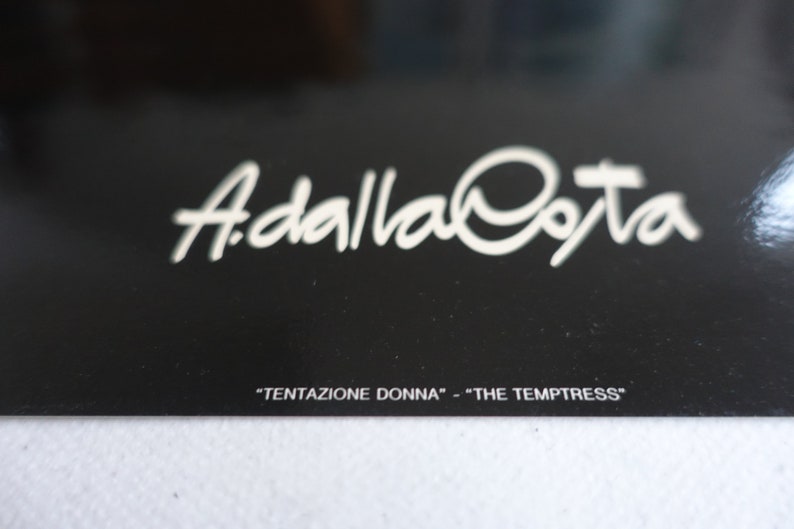 A.dallaCosta
“TENTAZIONE DONNA” - “THE TEMPTRESS”